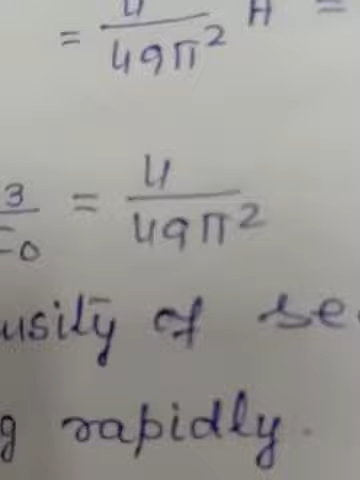 = 4/49π² A =
3/E₀ = 4/49π²
usity of se
g rapidly.